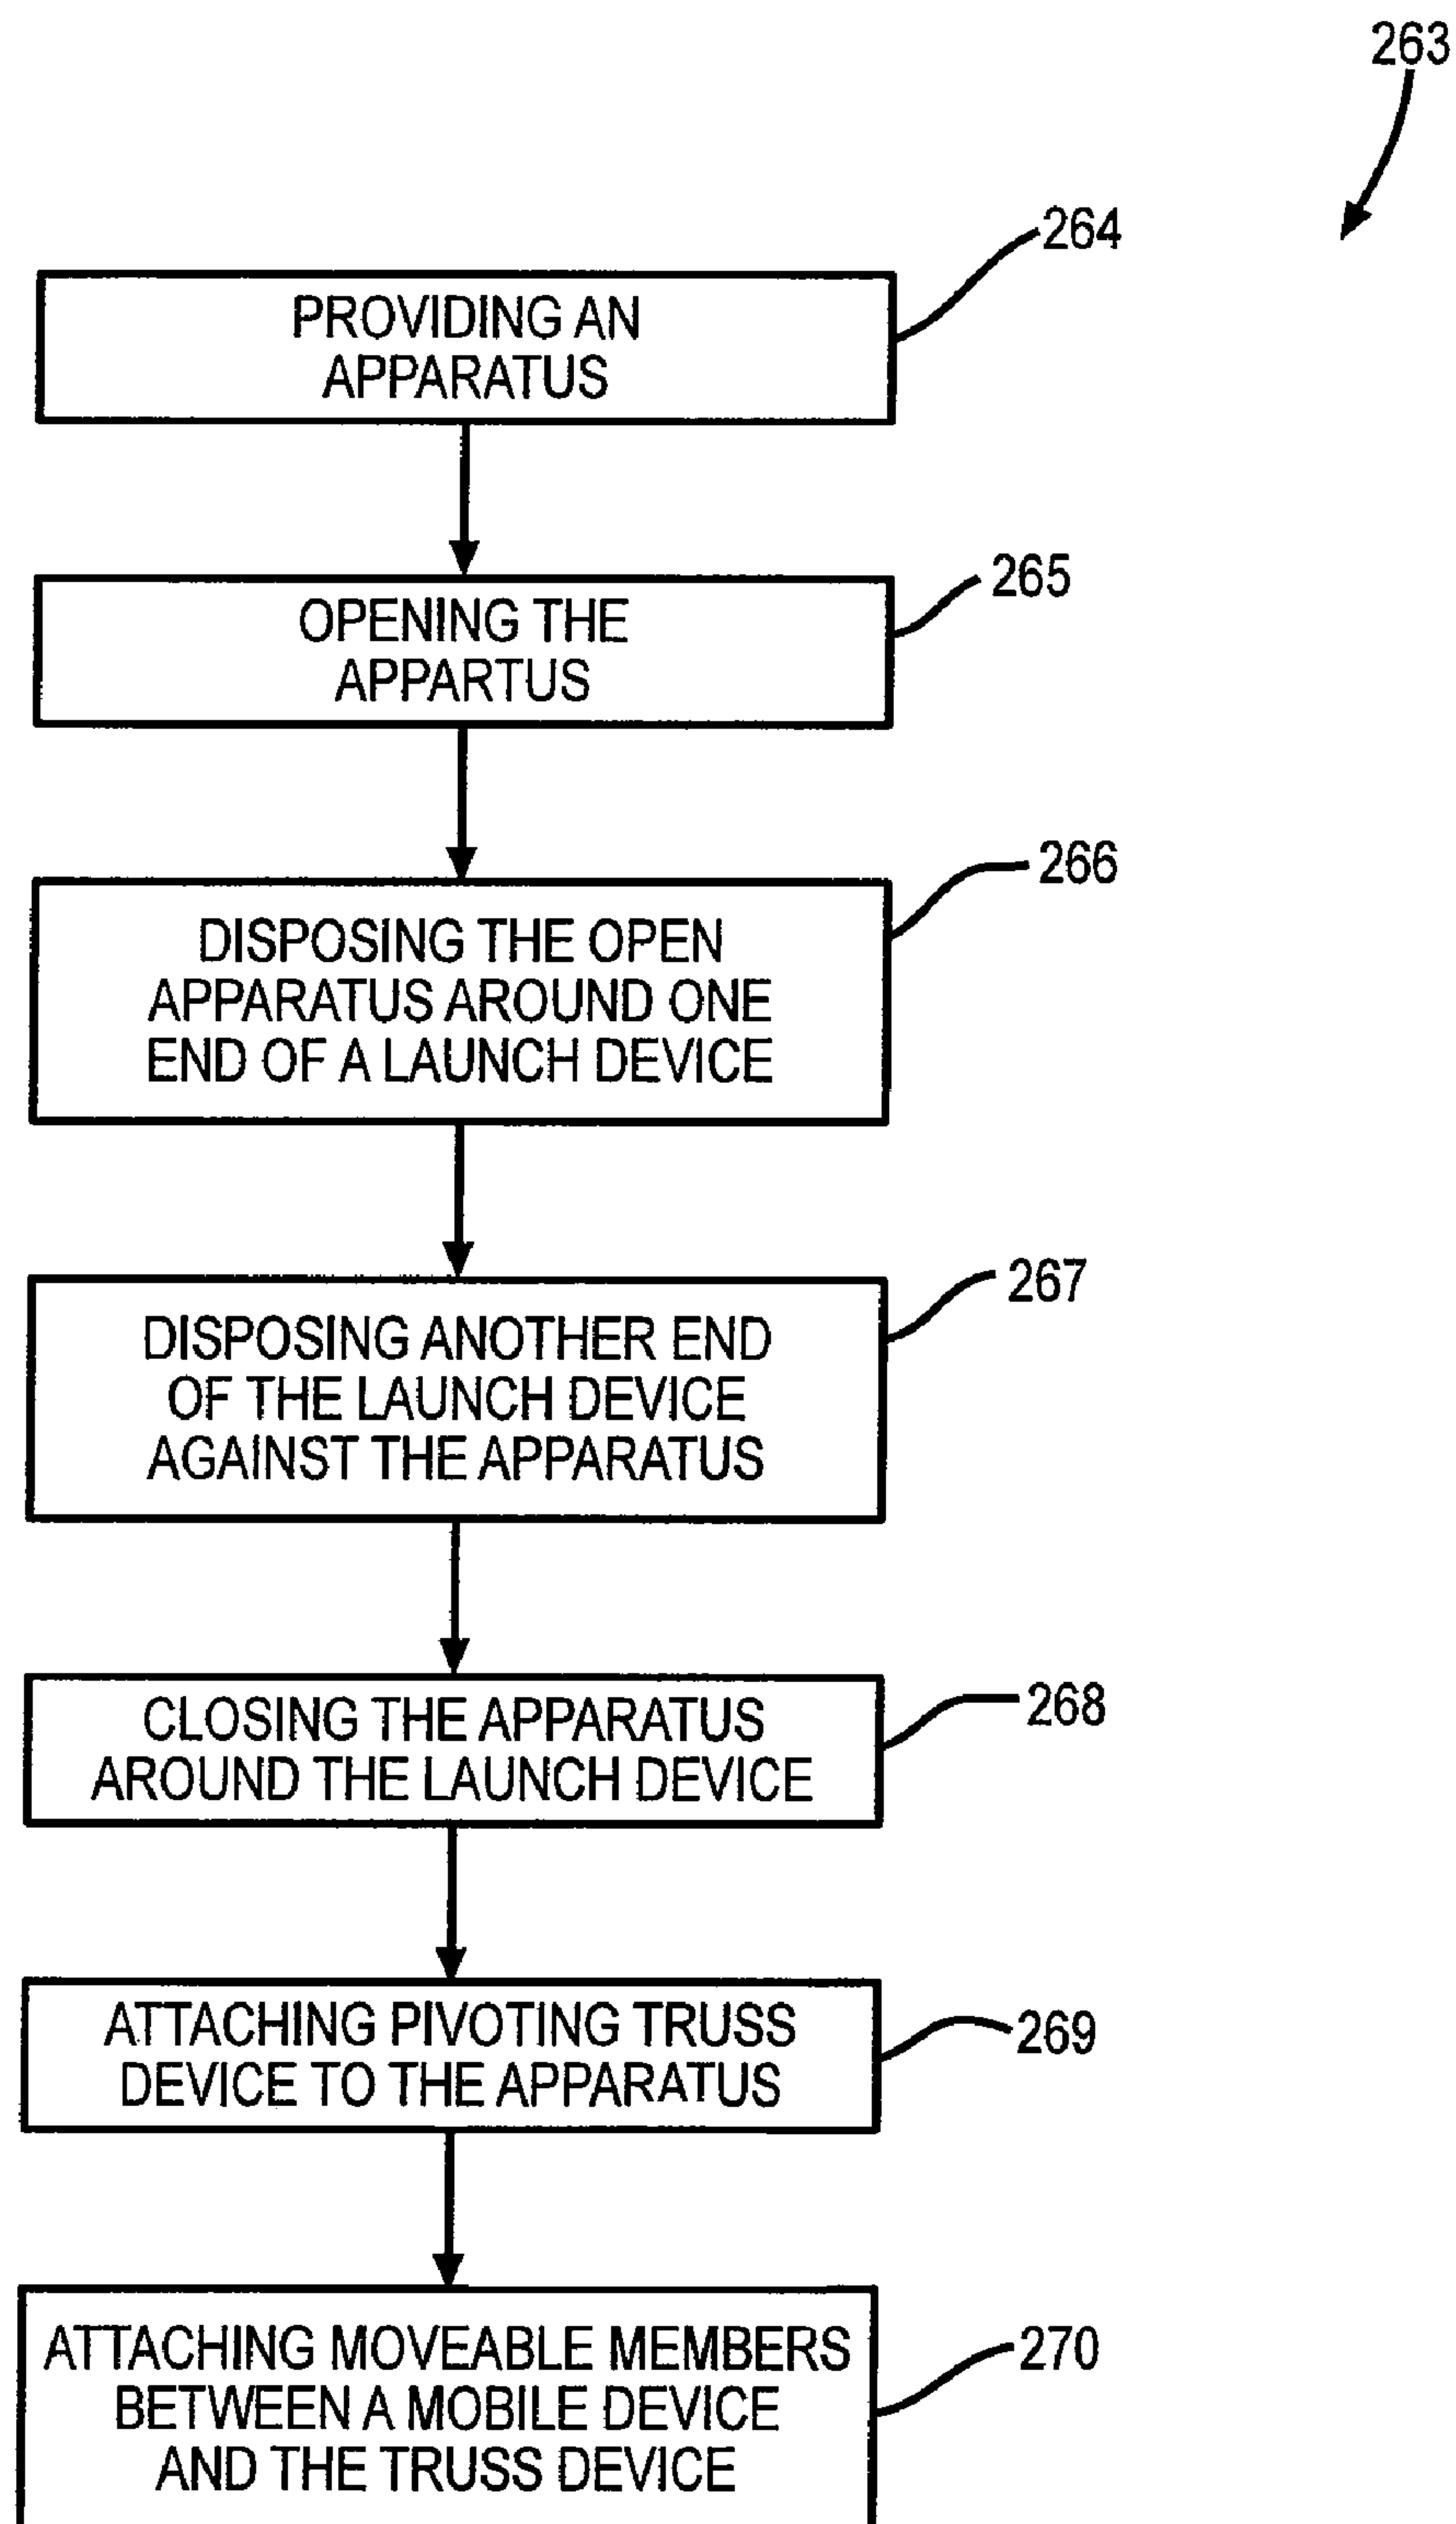 263
264
PROVIDING AN
APPARATUS
265
OPENING THE
APPARTUS
266
DISPOSING THE OPEN
APPARATUS AROUND ONE
END OF A LAUNCH DEVICE
267
DISPOSING ANOTHER END
OF THE LAUNCH DEVICE
AGAINST THE APPARATUS
268
CLOSING THE APPARATUS
AROUND THE LAUNCH DEVICE
269
ATTACHING PIVOTING TRUSS
DEVICE TO THE APPARATUS
270
ATTACHING MOVEABLE MEMBERS
BETWEEN A MOBILE DEVICE
AND THE TRUSS DEVICE